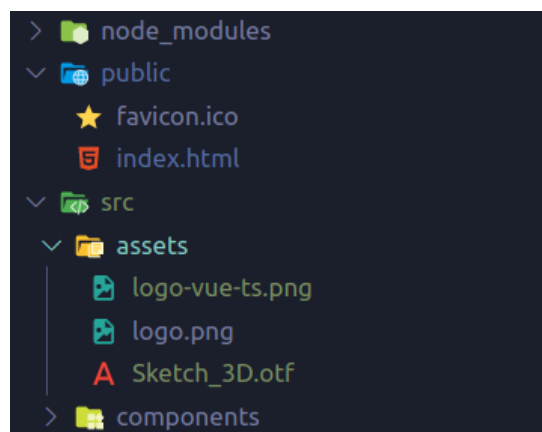 node_modules
public
favicon.ico
index.html
src
assets
logo-vue-ts.png
logo.png
Sketch_3D.otf
components